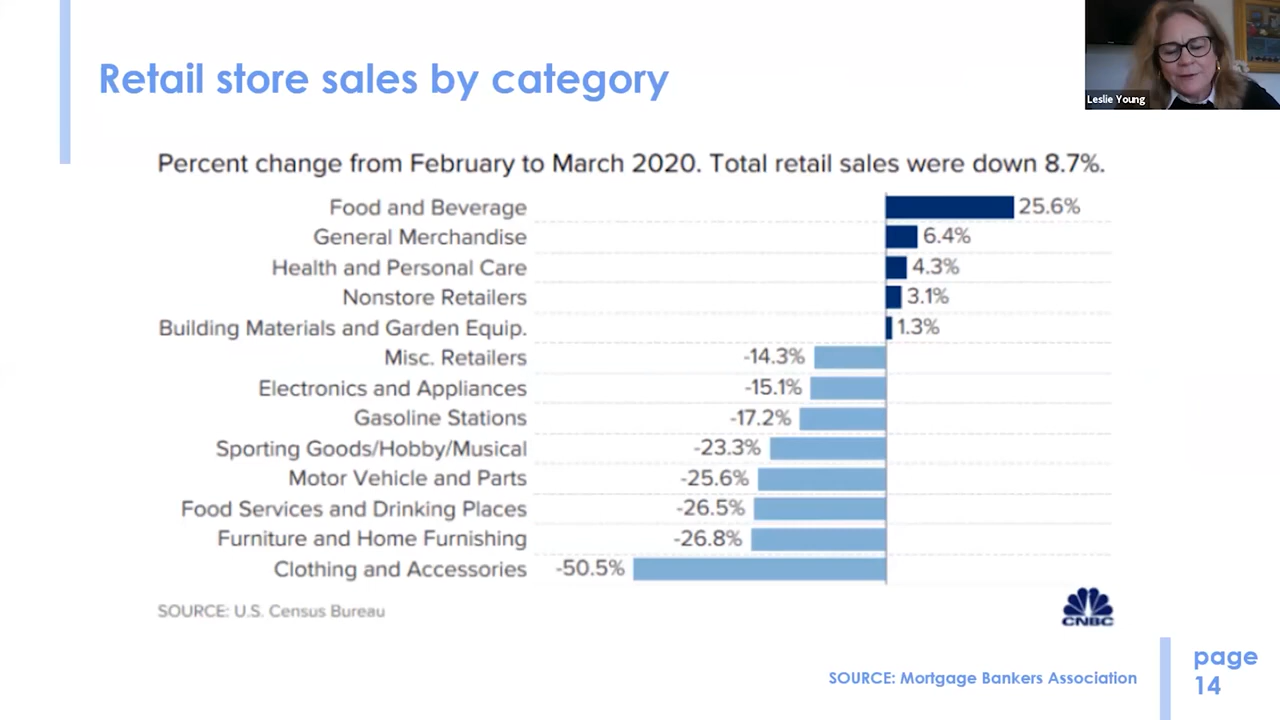 Retail store sales by category
Leslie Young
Percent change from February to March 2020. Total retail sales were down 8.7%.
Food and Beverage 25.6%
General Merchandise 6.4%
Health and Personal Care 4.3%
Nonstore Retailers 3.1%
Building Materials and Garden Equip. 1.3%
Misc. Retailers -14.3%
Electronics and Appliances -15.1%
Gasoline Stations -17.2%
Sporting Goods/Hobby/Musical -23.3%
Motor Vehicle and Parts -25.6%
Food Services and Drinking Places -26.5%
Furniture and Home Furnishing -26.8%
Clothing and Accessories -50.5%
SOURCE: U.S. Census Bureau
CNBC
SOURCE: Mortgage Bankers Association
page
14